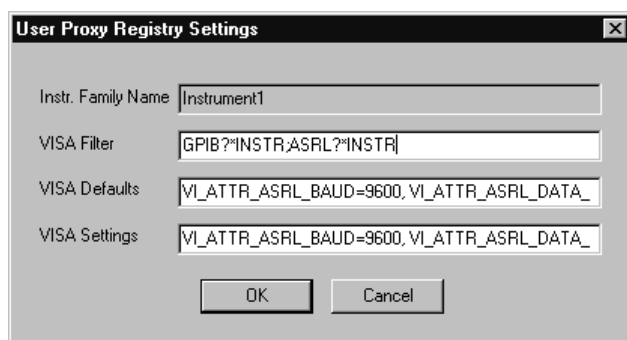 User Proxy Registry Settings
Instr. Family Name Instrument1
VISA Filter GPIB?*INSTR;ASRL?*INSTR
VISA Defaults VI_ATTR_ASRL_BAUD=9600, VI_ATTR_ASRL_DATA_
VISA Settings VI_ATTR_ASRL_BAUD=9600, VI_ATTR_ASRL_DATA_
OK Cancel